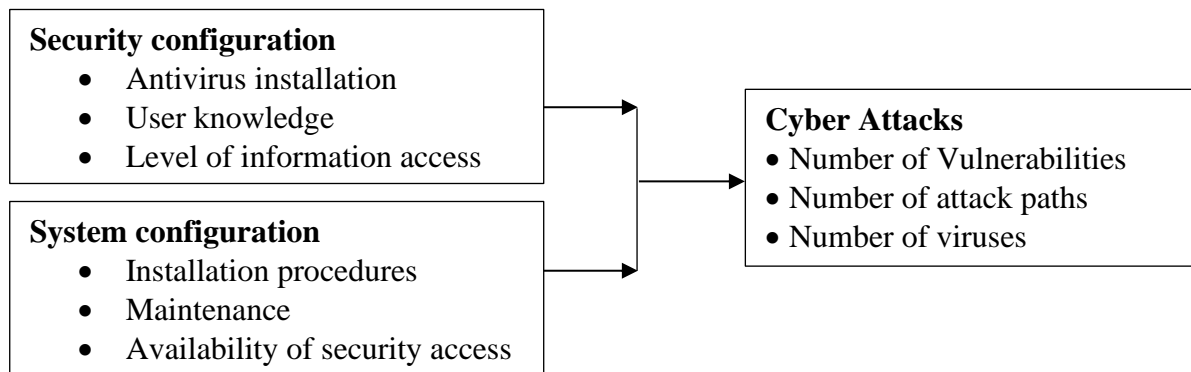 Security configuration
• Antivirus installation
• User knowledge
• Level of information access
System configuration
• Installation procedures
• Maintenance
• Availability of security access
Cyber Attacks
• Number of Vulnerabilities
• Number of attack paths
• Number of viruses